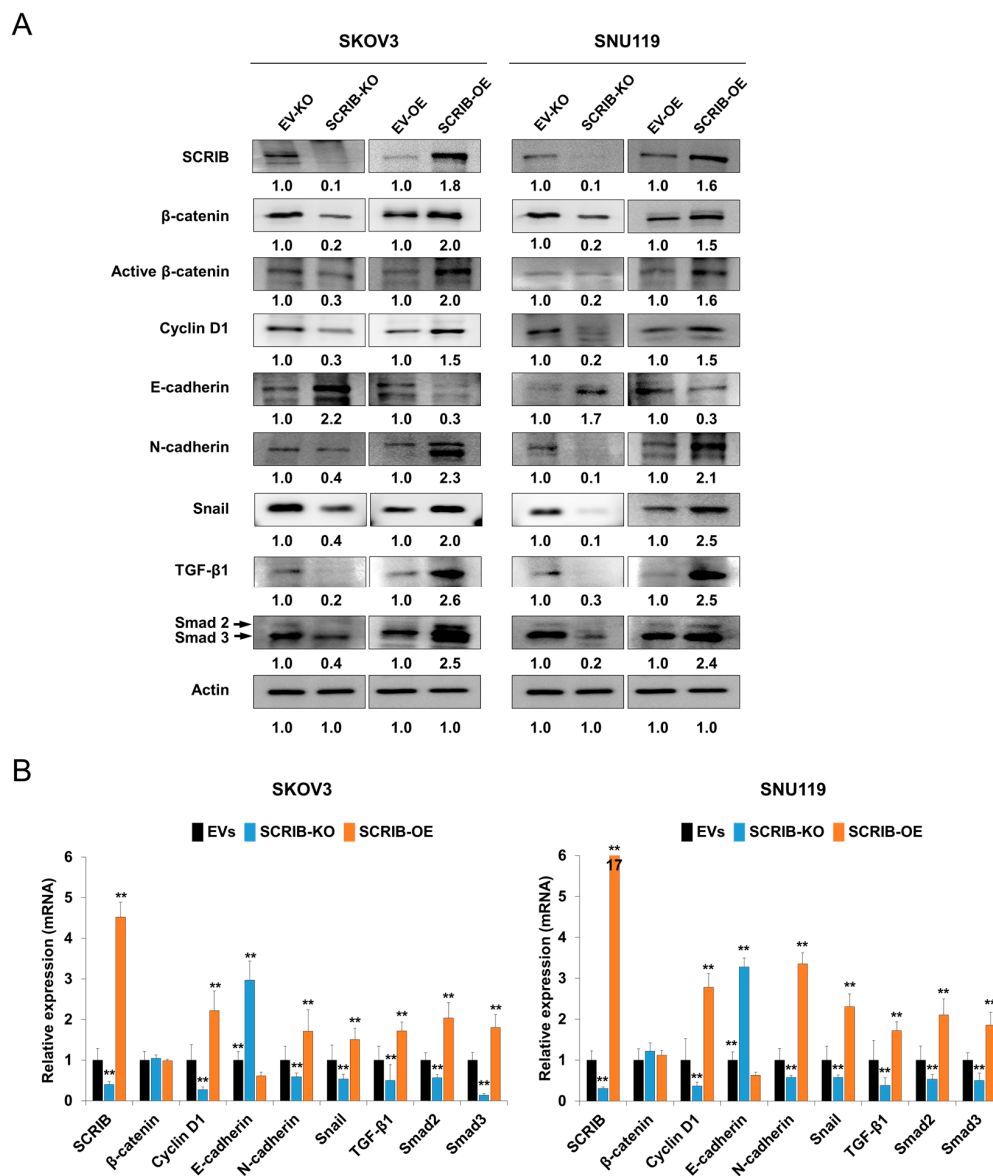 A
SKOV3 SNU119
EV-KO SCRIB-KO EV-OE SCRIB-OE EV-KO SCRIB-KO EV-OE SCRIB-OE
SCRIB
1.0 0.1 1.0 1.8 1.0 0.1 1.0 1.6
β-catenin
1.0 0.2 1.0 2.0 1.0 0.2 1.0 1.5
Active β-catenin
1.0 0.3 1.0 2.0 1.0 0.2 1.0 1.6
Cyclin D1
1.0 0.3 1.0 1.5 1.0 0.2 1.0 1.5
E-cadherin
1.0 2.2 1.0 0.3 1.0 1.7 1.0 0.3
N-cadherin
1.0 0.4 1.0 2.3 1.0 0.1 1.0 2.1
Snail
1.0 0.4 1.0 2.0 1.0 0.1 1.0 2.5
TGF-β1
1.0 0.2 1.0 2.6 1.0 0.3 1.0 2.5
Smad 2
Smad 3
1.0 0.4 1.0 2.5 1.0 0.2 1.0 2.4
Actin
1.0 1.0 1.0 1.0 1.0 1.0 1.0 1.0
B
SKOV3
EVs SCRIB-KO SCRIB-OE
Relative expression (mRNA)
6
5
4
3
2
1
0
** ** ** ** ** ** ** ** ** ** ** ** ** ** ** **
SCRIB β-catenin Cyclin D1 E-cadherin N-cadherin Snail TGF-β1 Smad2 Smad3
SNU119
EVs SCRIB-KO SCRIB-OE
Relative expression (mRNA)
6
5
4
3
2
1
0
**
17
** ** ** ** ** ** ** ** ** ** ** ** ** ** **
SCRIB β-catenin Cyclin D1 E-cadherin N-cadherin Snail TGF-β1 Smad2 Smad3